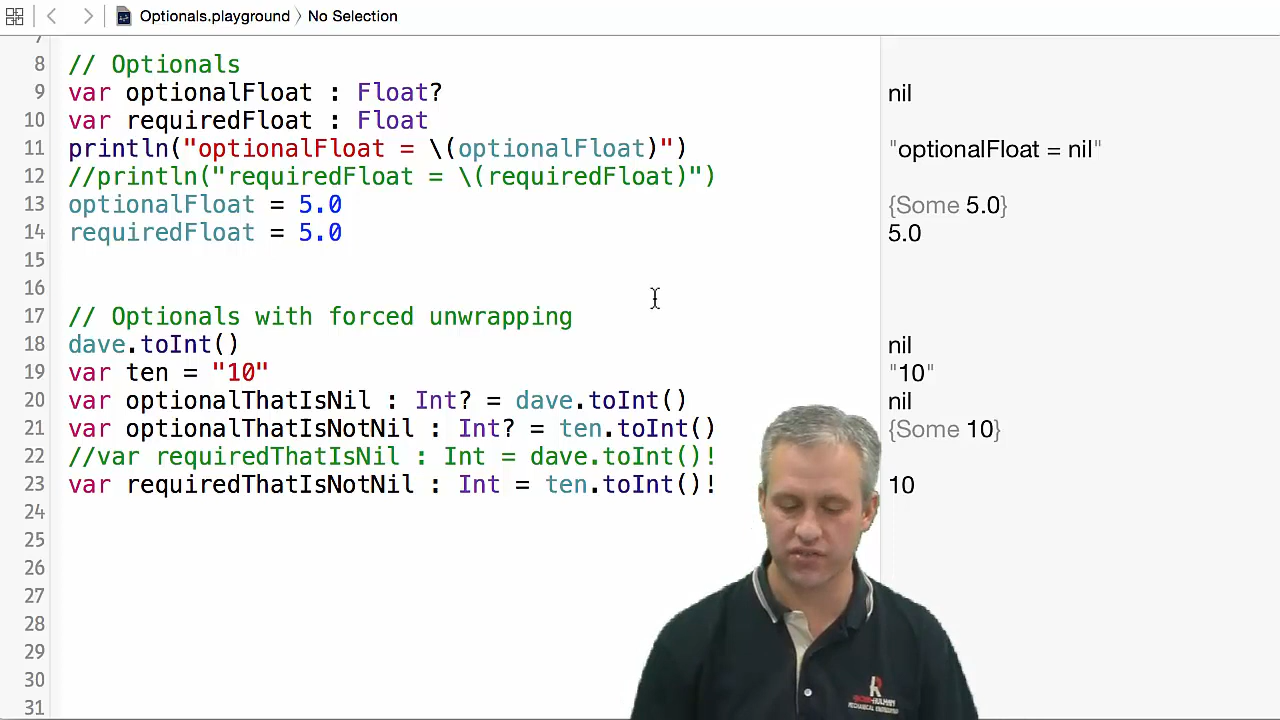 Optionals.playground No Selection
7
8 // Optionals
9 var optionalFloat : Float? nil
10 var requiredFloat : Float
11 println("optionalFloat = \(optionalFloat)") "optionalFloat = nil"
12 //println("requiredFloat = \(requiredFloat)")
13 optionalFloat = 5.0 {Some 5.0}
14 requiredFloat = 5.0 5.0
15
16
17 // Optionals with forced unwrapping
18 dave.toInt() nil
19 var ten = "10" "10"
20 var optionalThatIsNil : Int? = dave.toInt() nil
21 var optionalThatIsNotNil : Int? = ten.toInt() {Some 10}
22 //var requiredThatIsNil : Int = dave.toInt()!
23 var requiredThatIsNotNil : Int = ten.toInt()! 10
24
25
26
27
28
29
30
31